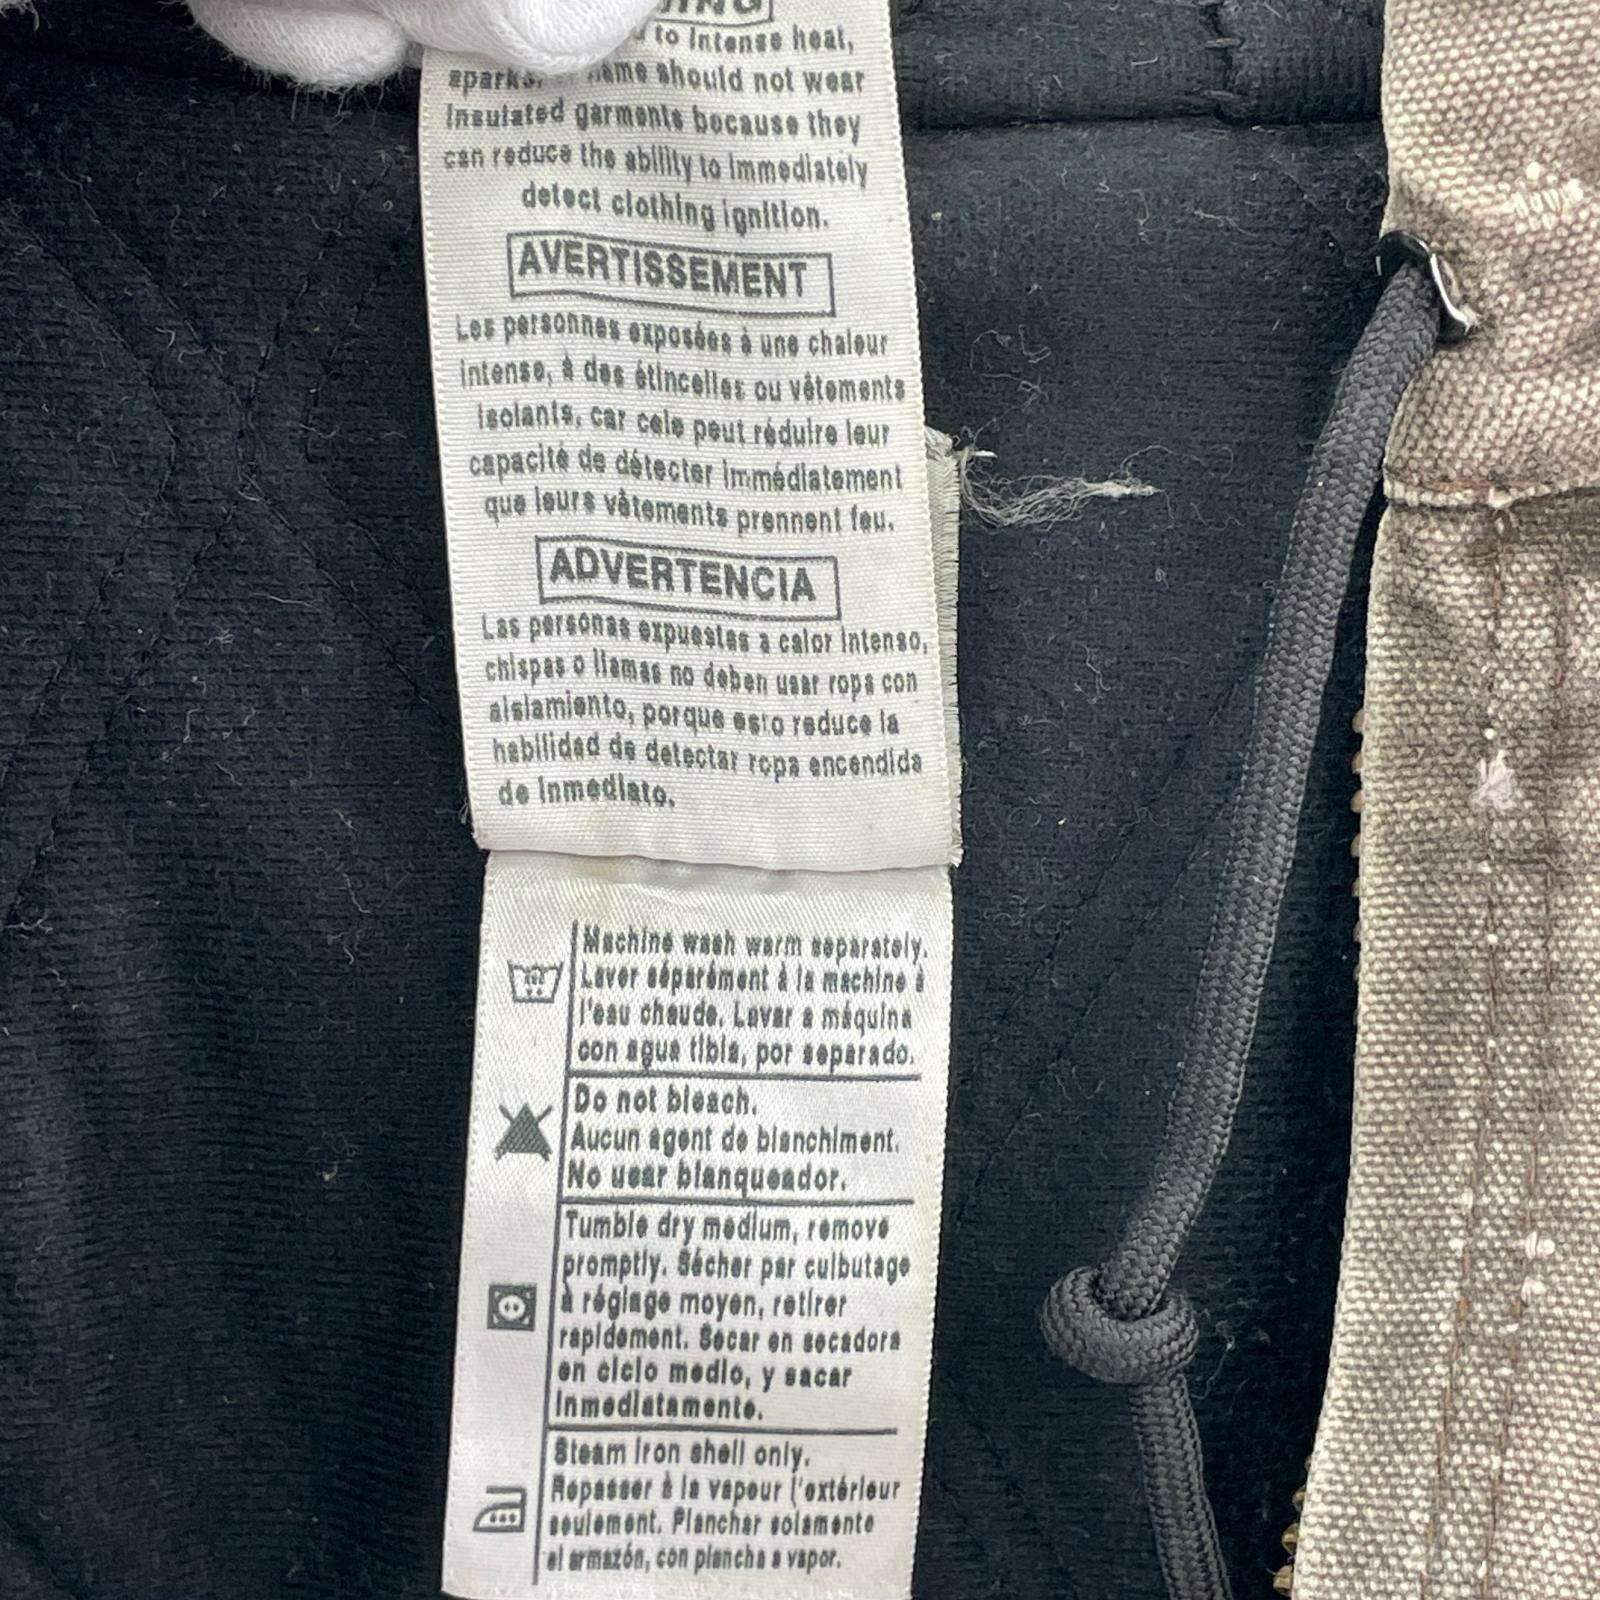 to intense heat,
sparks, should not wear
insulated garments because they
can reduce the ability to immediately
detect clothing ignition.
AVERTISSEMENT
Les personnes exposées à une chaleur
intense, à des étincelles ou vêtements
isolants, car cele peut réduire leur
capacité de détecter immédiatement
que leurs vêtements prennent feu.
ADVERTENCIA
Las personas expuestas a calor intenso,
chispas o llamas no deben usar ropa con
aislamiento, porque esto reduce la
habilidad de detectar ropa encendida
de inmediato.
Machine wash warm separately.
Laver séparément à la machine à
l'eau chaude. Lavar a máquina
con agua tibia, por separado.
Do not bleach.
Aucun agent de blanchiment.
No usar blanqueador.
Tumble dry medium, remove
promptly. Sécher par culbutage
à réglage moyen, retirer
rapidement. Secar en secadora
en ciclo medio, y sacar
inmediatamente.
Steam iron shell only.
Repasser à la vapeur l'extérieur
seulement. Planchar solamente
el armazón, con plancha a vapor.